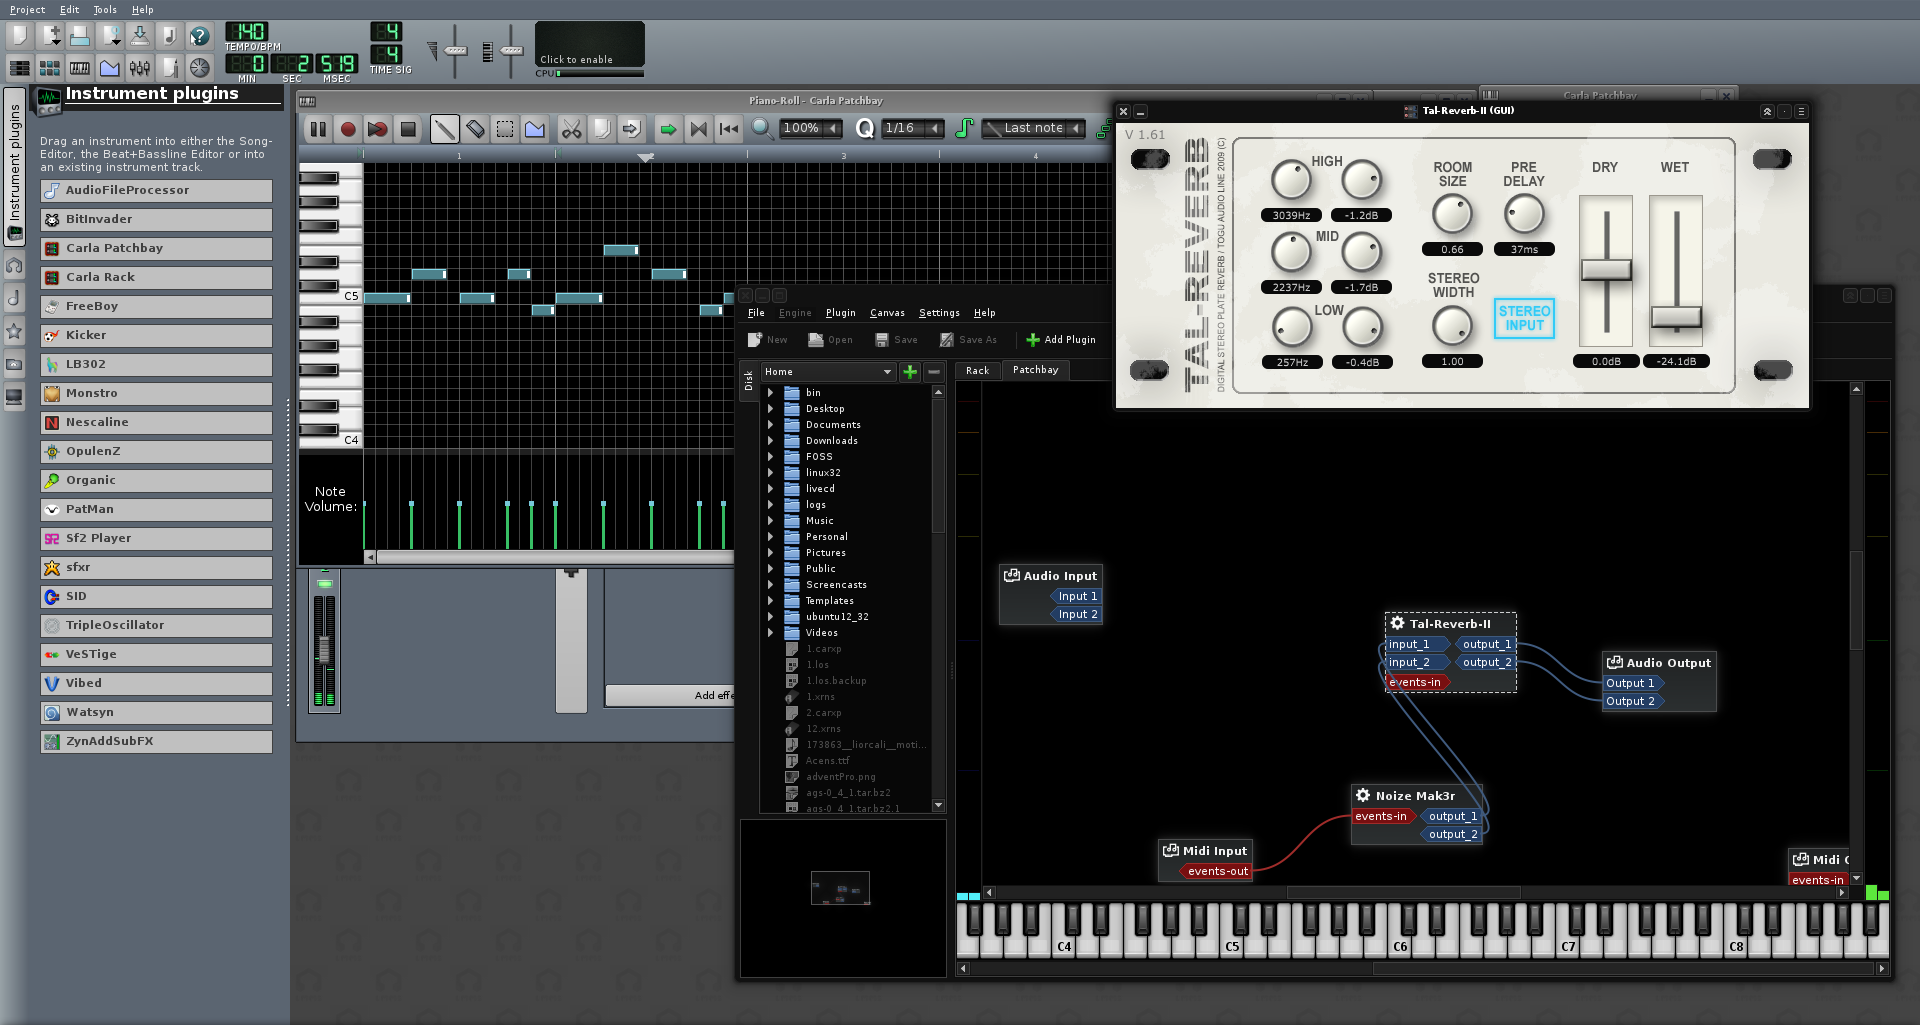 Project Edit Tools Help
140
TEMPO/BPM
0 2 519
MIN SEC MSEC
4
4
TIME SIG
Click to enable
CPU
Instrument plugins
Instrument plugins
Drag an instrument into either the Song-
Editor, the Beat+Bassline Editor or into
an existing instrument track.
AudioFileProcessor
BitInvader
Carla Patchbay
Carla Rack
FreeBoy
Kicker
LB302
Monstro
Nescaline
OpulenZ
Organic
PatMan
Sf2 Player
sfxr
SID
TripleOscillator
VeSTige
Vibed
Watsyn
ZynAddSubFX
Piano-Roll - Carla Patchbay
100% Q 1/16 Last note
1 2 3 4
C5
C4
Note
Volume:
Add effe
Carla Patchbay
Tal-Reverb-II (GUI)
V 1.61
TAL-REVERB
DIGITAL STEREO PLATE REVERB / TOGU AUDIO LINE 2009 (C)
HIGH
3039Hz -1.2dB
MID
2237Hz -1.7dB
LOW
257Hz -0.4dB
ROOM
SIZE
0.66
PRE
DELAY
37ms
STEREO
WIDTH
1.00
STEREO
INPUT
DRY
0.0dB
WET
-24.1dB
File Engine Plugin Canvas Settings Help
New Open Save Save As Add Plugin
Disk
Home
Rack Patchbay
bin
Desktop
Documents
Downloads
FOSS
linux32
livecd
logs
Music
Personal
Pictures
Public
Screencasts
Templates
ubuntu12_32
Videos
1.carxp
1.los
1.los.backup
1.xrns
2.carxp
12.xrns
173863__liorcali__moti...
Acens.ttf
adventPro.png
ags-0_4_1.tar.bz2
ags-0_4_1.tar.bz2.1
Audio Input
Input 1
Input 2
Tal-Reverb-II
input_1 output_1
input_2 output_2
events-in
Audio Output
Output 1
Output 2
Noize Mak3r
events-in output_1
output_2
Midi Input
events-out
Midi
events-in
C4 C5 C6 C7 C8